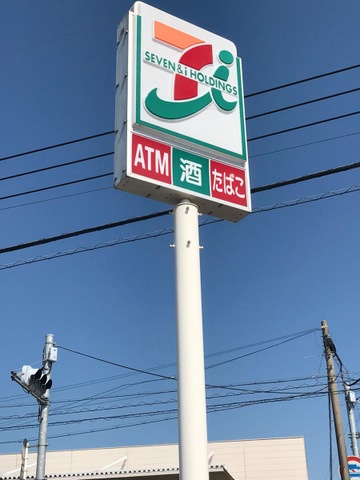 SEVEN & i HOLDINGS
ATM 酒 たばこ